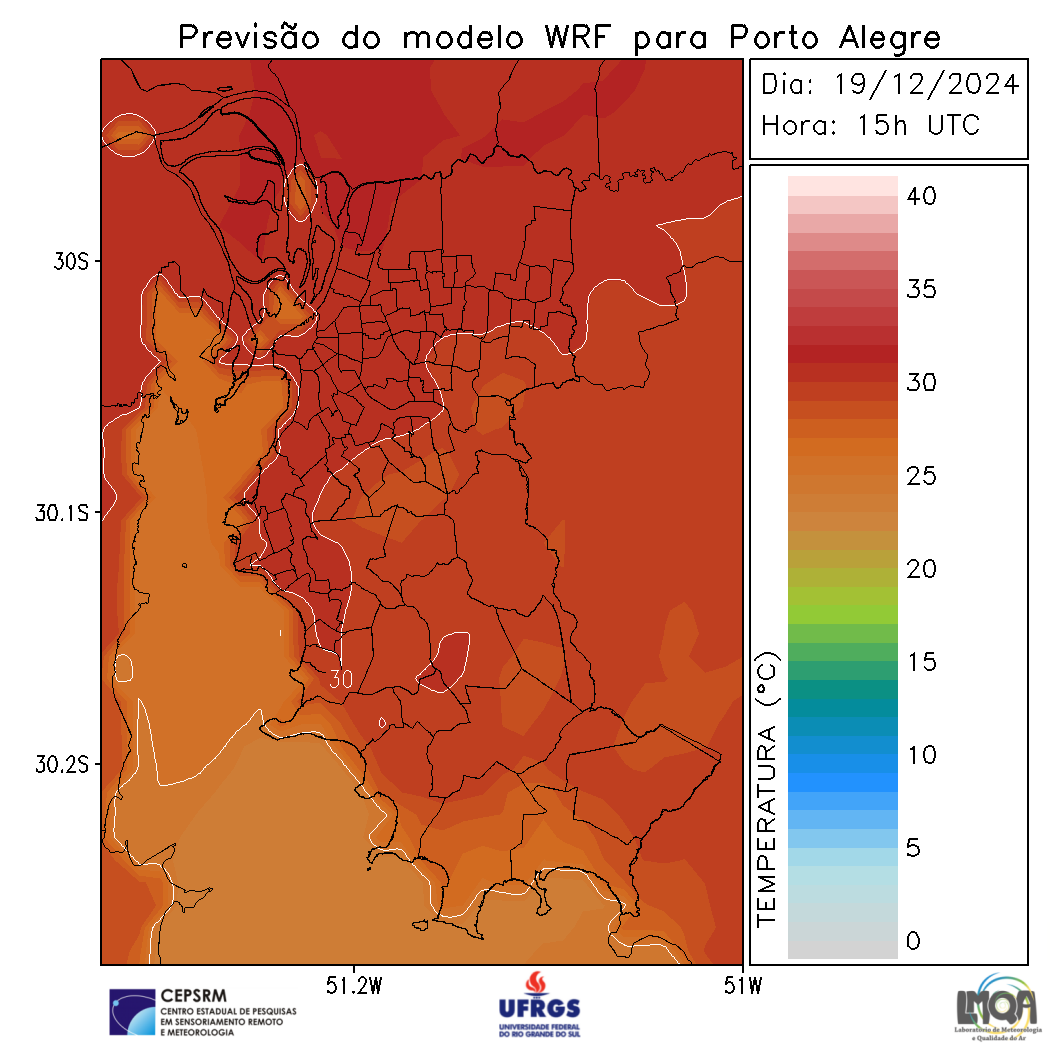 Previsão do modelo WRF para Porto Alegre
Dia: 19/12/2024
Hora: 15h UTC
30S
30.1S
30.2S
51.2W
51W
30
TEMPERATURA (°C)
40
35
30
25
20
15
10
5
0
CEPSRM
CENTRO ESTADUAL DE PESQUISAS
EM SENSORIAMENTO REMOTO
E METEOROLOGIA
UFRGS
UNIVERSIDADE FEDERAL
DO RIO GRANDE DO SUL
LMQA
Laboratório de Meteorologia
e Qualidade do Ar